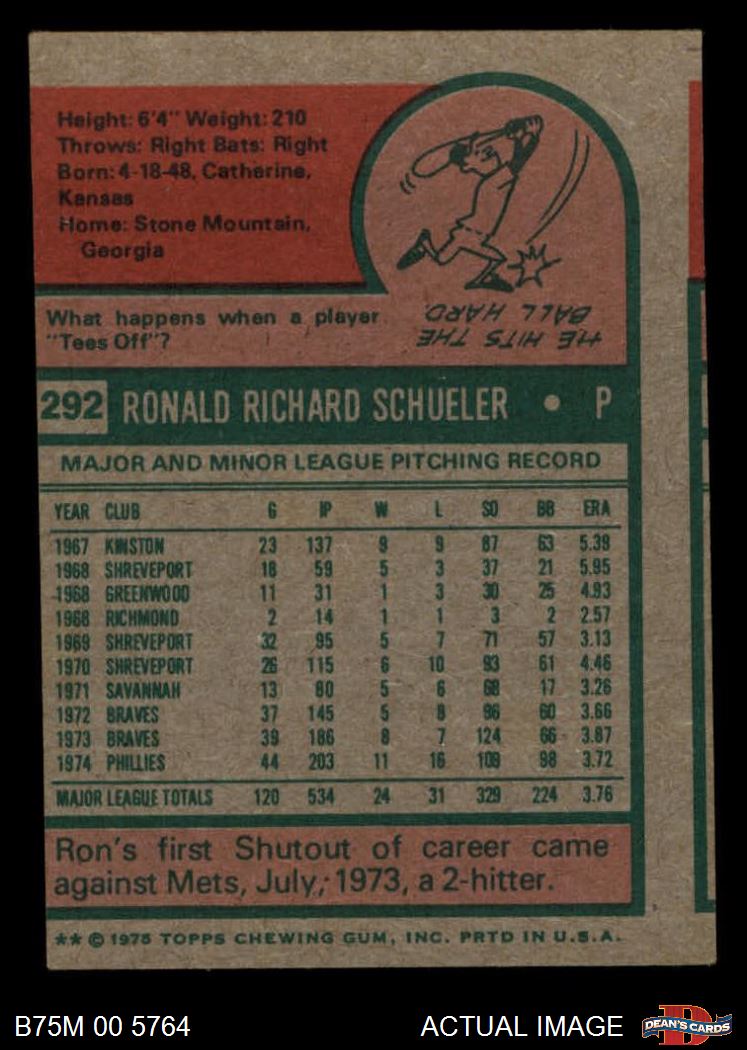 Height: 6'4" Weight: 210
Throws: Right Bats: Right
Born: 4-18-48, Catherine,
Kansas
Home: Stone Mountain,
Georgia
What happens when a player
"Tees Off"?
HE HITS THE
BALL HARD
292 RONALD RICHARD SCHUELER • P
MAJOR AND MINOR LEAGUE PITCHING RECORD
YEAR CLUB G IP W L SO BB ERA
1967 KINSTON 23 137 9 9 87 63 5.39
1968 SHREVEPORT 18 59 5 3 37 21 5.95
1968 GREENWOOD 11 31 1 3 30 25 4.93
1968 RICHMOND 2 14 1 1 3 2 2.57
1969 SHREVEPORT 32 95 5 7 71 57 3.13
1970 SHREVEPORT 26 115 6 10 93 61 4.46
1971 SAVANNAH 13 80 5 6 68 17 3.26
1972 BRAVES 37 145 5 8 96 60 3.66
1973 BRAVES 39 186 8 7 124 66 3.87
1974 PHILLIES 44 203 11 16 109 98 3.72
MAJOR LEAGUE TOTALS 120 534 24 31 329 224 3.76
Ron's first Shutout of career came
against Mets, July, 1973, a 2-hitter.
** © 1975 TOPPS CHEWING GUM, INC. PRTD IN U.S.A.
B75M 00 5764 ACTUAL IMAGE D DEAN'S CARDS